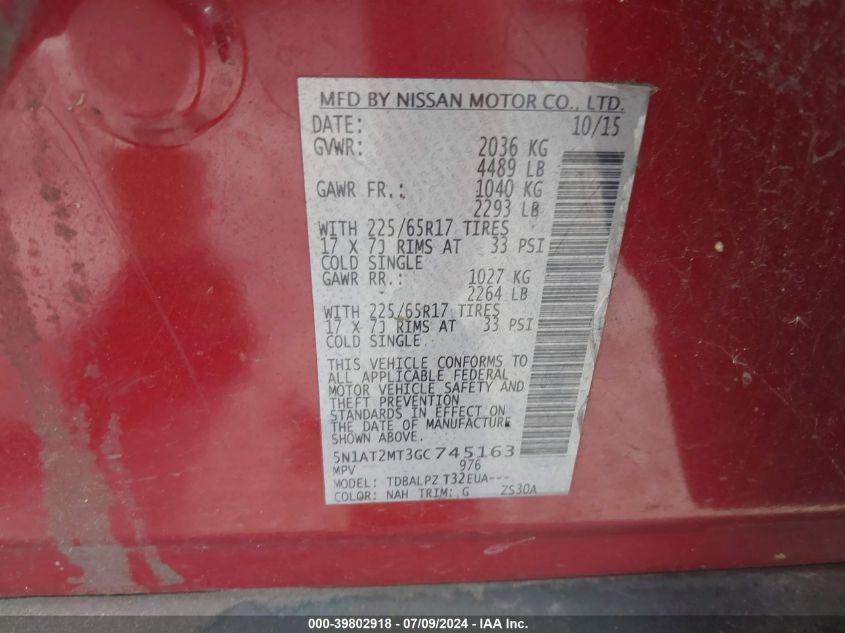 MFD BY NISSAN MOTOR CO., LTD.
DATE: 10/15
GVWR: 2036 KG
4489 LB
GAWR FR.: 1040 KG
2293 LB
WITH 225/65R17 TIRES
17 X 7J RIMS AT 33 PSI
COLD SINGLE
GAWR RR.: 1027 KG
2264 LB
WITH 225/65R17 TIRES
17 X 7J RIMS AT 33 PSI
COLD SINGLE
THIS VEHICLE CONFORMS TO
ALL APPLICABLE FEDERAL
MOTOR VEHICLE SAFETY AND
THEFT PREVENTION
STANDARDS IN EFFECT ON
THE DATE OF MANUFACTURE
SHOWN ABOVE.
5N1AT2MT3GC745163
MPV 976
MODEL: TDBALPZ T32EUA---
COLOR: NAH TRIM: G ZS30A
000-39802918 - 07/09/2024 - IAA Inc.